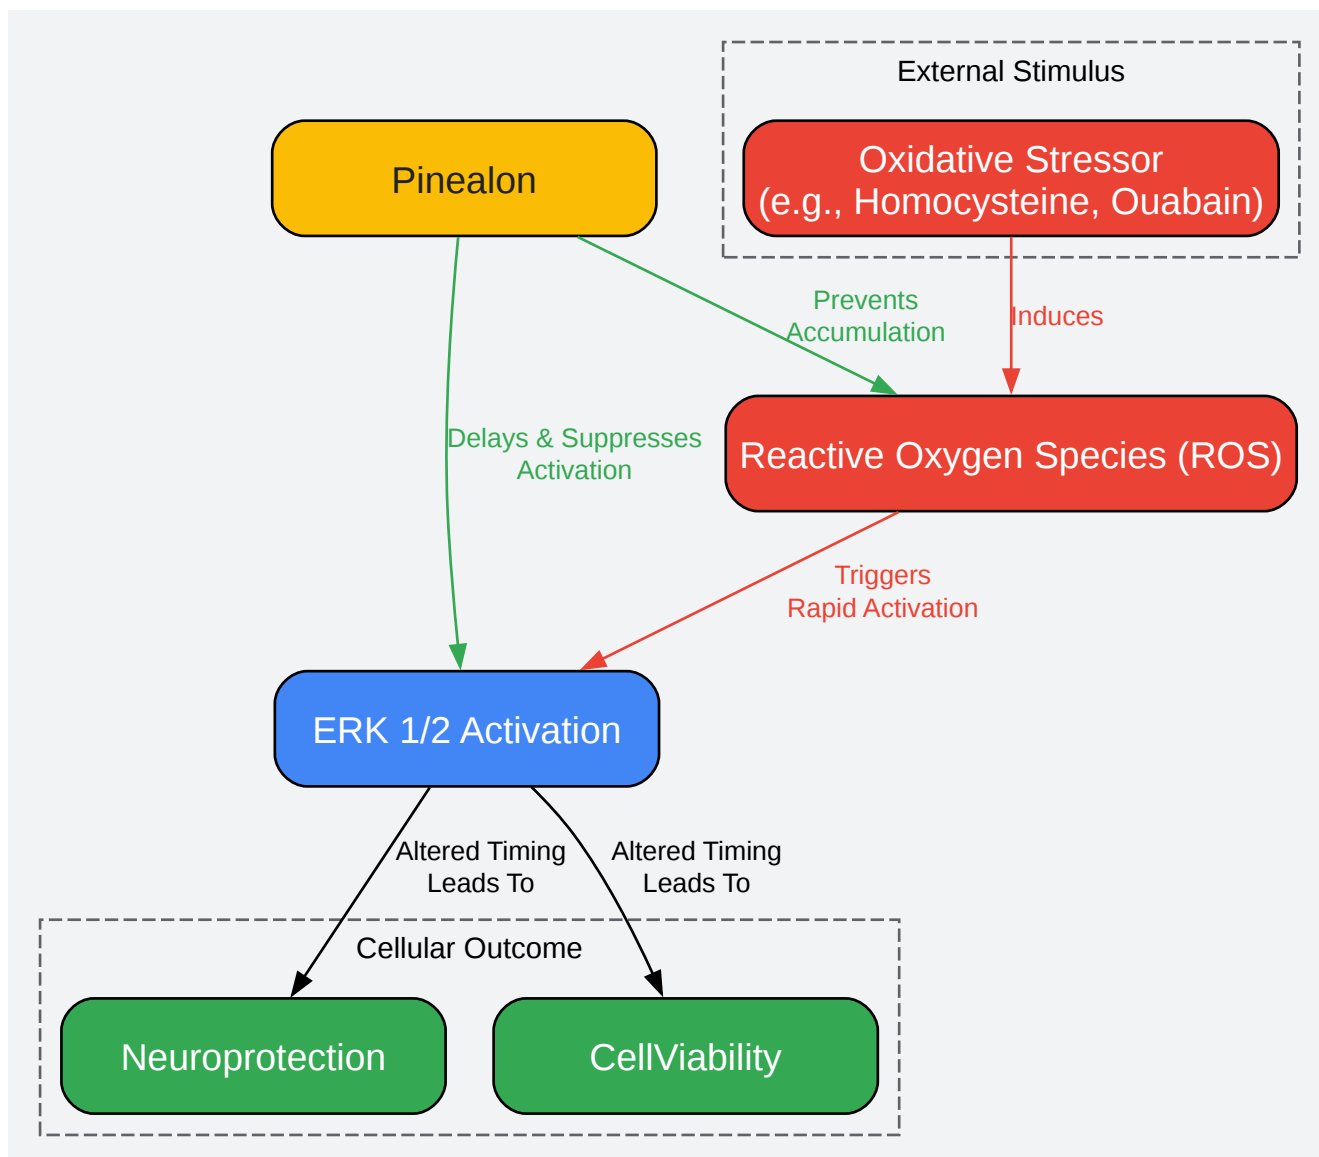 External Stimulus
Pinealon
Oxidative Stressor
(e.g., Homocysteine, Ouabain)
Prevents
Accumulation
Induces
Delays & Suppresses
Activation
Reactive Oxygen Species (ROS)
Triggers
Rapid Activation
ERK 1/2 Activation
Altered Timing
Leads To
Altered Timing
Leads To
Cellular Outcome
Neuroprotection
CellViability